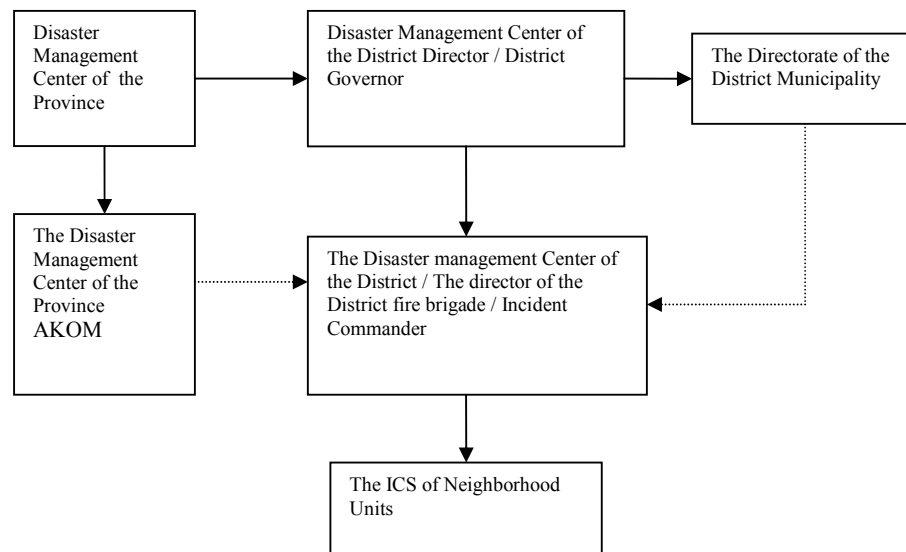 Disaster
Management
Center of the
Province
Disaster Management Center of
the District Director / District
Governor
The Directorate of the
District Municipality
The Disaster
Management
Center of the
Province
AKOM
The Disaster management Center of
the District / The director of the
District fire brigade / Incident
Commander
The ICS of Neighborhood
Units